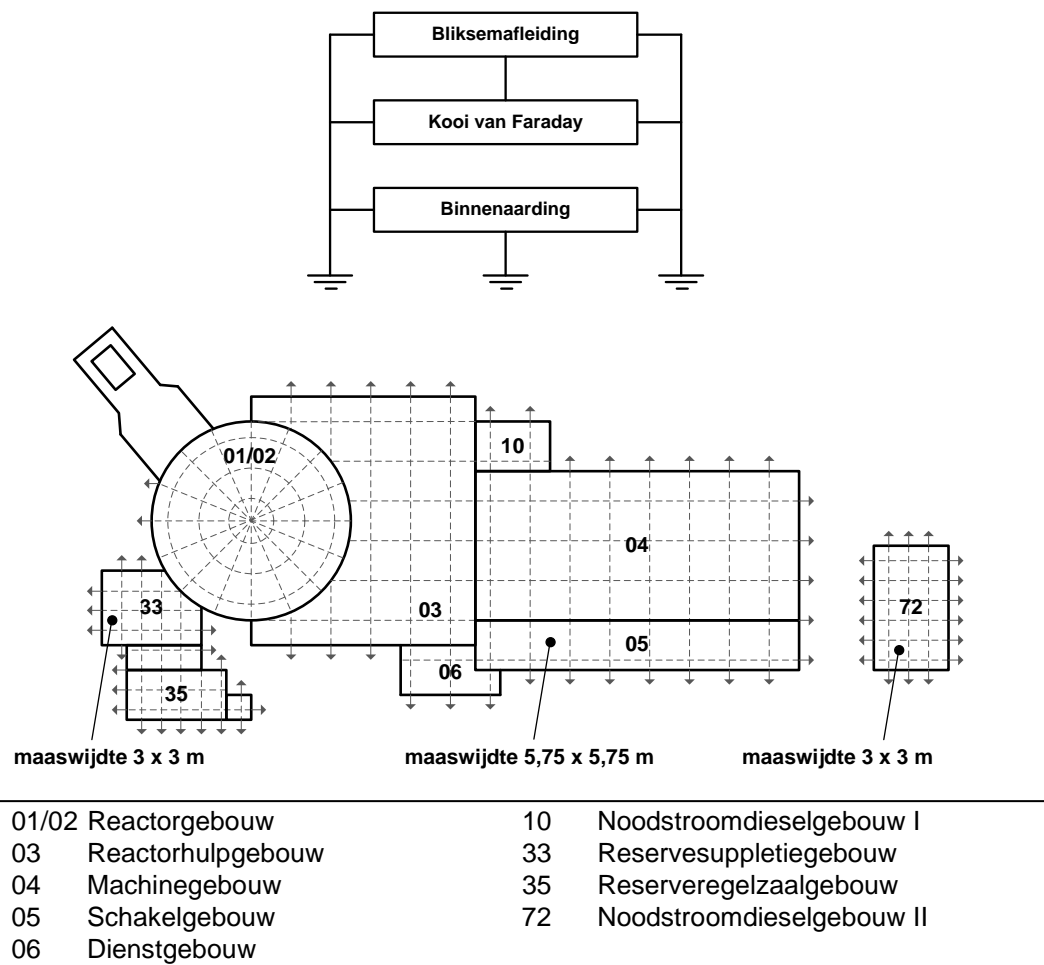 Bliksemafleiding
Kooi van Faraday
Binnenaarding
01/02
10
04
33
03
72
05
06
35
maaswijdte 3 x 3 m
maaswijdte 5,75 x 5,75 m
maaswijdte 3 x 3 m
01/02 Reactorgebouw
03 Reactorhulpgebouw
04 Machinegebouw
05 Schakelgebouw
06 Dienstgebouw
10 Noodstroomdieselgebouw I
33 Reservesuppletiegebouw
35 Reserveregelzaalgebouw
72 Noodstroomdieselgebouw II